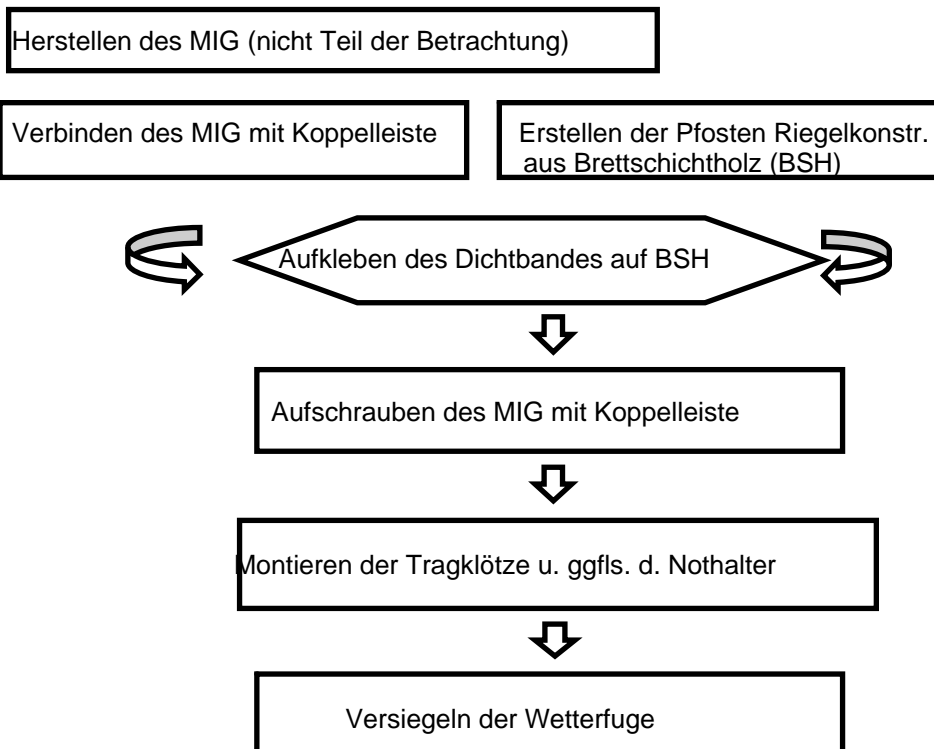 Herstellen des MIG (nicht Teil der Betrachtung)
Verbinden des MIG mit Koppelleiste
Erstellen der Pfosten Riegelkonstr.
aus Brettschichtholz (BSH)
Aufkleben des Dichtbandes auf BSH
Aufschrauben des MIG mit Koppelleiste
Montieren der Tragklötze u. ggfls. d. Nothalter
Versiegeln der Wetterfuge